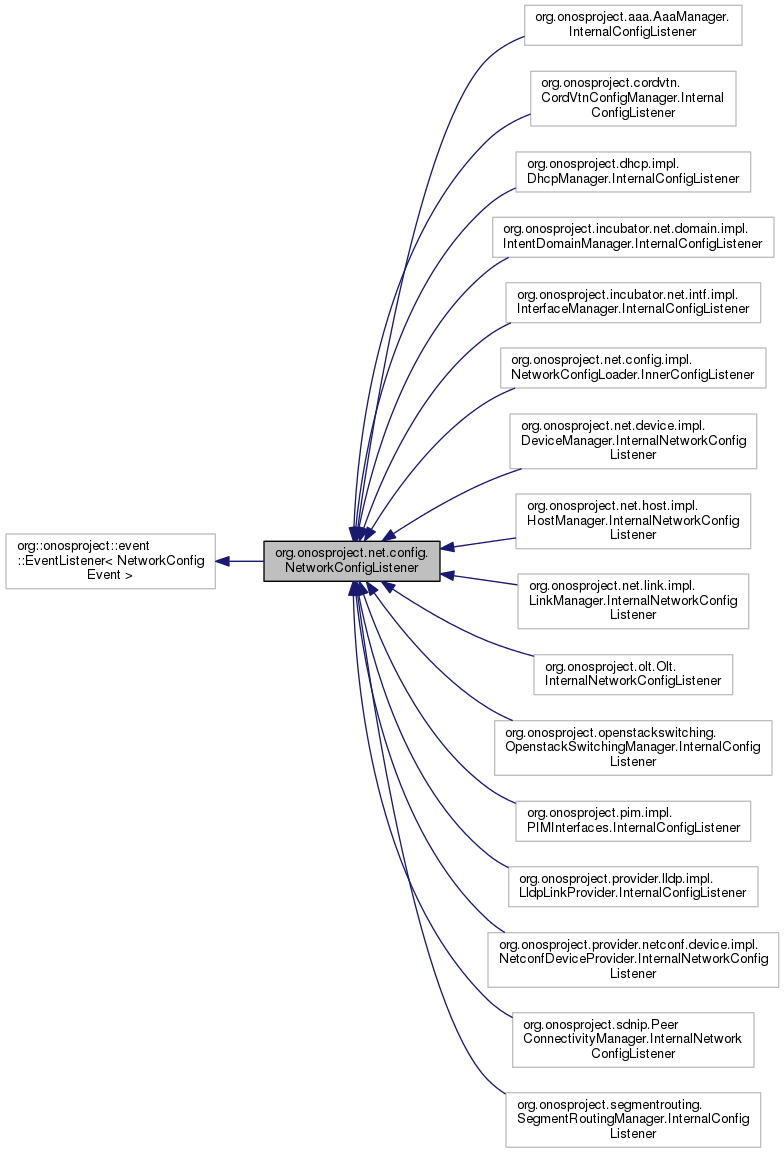 org.onosproject.aaa.AaaManager.
InternalConfigListener
org.onosproject.cordvtn.
CordVtnConfigManager.Internal
ConfigListener
org.onosproject.dhcp.impl.
DhcpManager.InternalConfigListener
org.onosproject.incubator.net.domain.impl.
IntentDomainManager.InternalConfigListener
org.onosproject.incubator.net.intf.impl.
InterfaceManager.InternalConfigListener
org.onosproject.net.config.impl.
NetworkConfigLoader.InnerConfigListener
org.onosproject.net.device.impl.
DeviceManager.InternalNetworkConfig
Listener
org.onosproject.net.host.impl.
HostManager.InternalNetworkConfig
Listener
org::onosproject::event
::EventListener< NetworkConfig
Event >
org.onosproject.net.config.
NetworkConfigListener
org.onosproject.net.link.impl.
LinkManager.InternalNetworkConfig
Listener
org.onosproject.olt.Olt.
InternalNetworkConfigListener
org.onosproject.openstackswitching.
OpenstackSwitchingManager.InternalConfig
Listener
org.onosproject.pim.impl.
PIMInterfaces.InternalConfigListener
org.onosproject.provider.lldp.impl.
LldpLinkProvider.InternalConfigListener
org.onosproject.provider.netconf.device.impl.
NetconfDeviceProvider.InternalNetworkConfig
Listener
org.onosproject.sdnip.Peer
ConnectivityManager.InternalNetwork
ConfigListener
org.onosproject.segmentrouting.
SegmentRoutingManager.InternalConfig
Listener